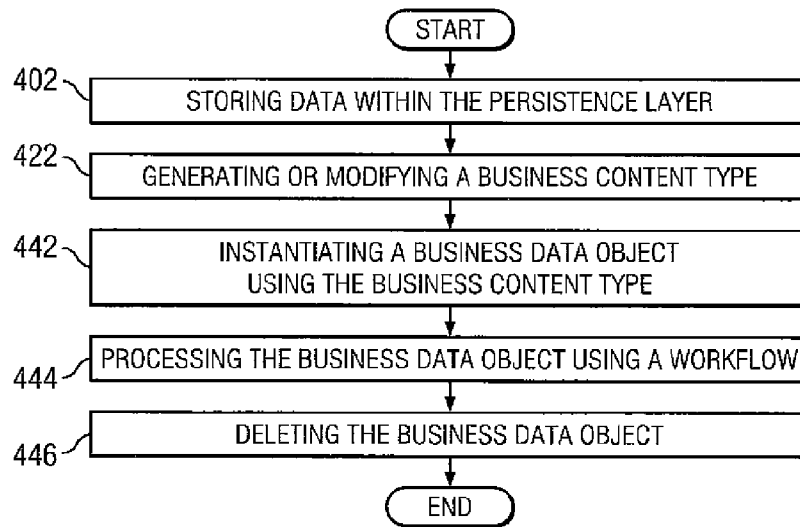 START
402
STORING DATA WITHIN THE PERSISTENCE LAYER
422
GENERATING OR MODIFYING A BUSINESS CONTENT TYPE
442
INSTANTIATING A BUSINESS DATA OBJECT
USING THE BUSINESS CONTENT TYPE
444
PROCESSING THE BUSINESS DATA OBJECT USING A WORKFLOW
446
DELETING THE BUSINESS DATA OBJECT
END